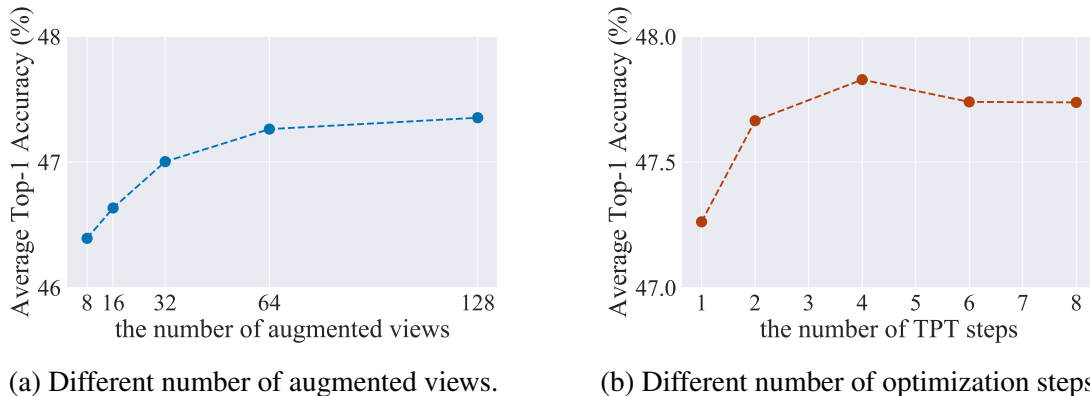 Average Top-1 Accuracy (%)
48
47
46
8 16 32 64 128
the number of augmented views
(a) Different number of augmented views.
Average Top-1 Accuracy (%)
48.0
47.5
47.0
1 2 3 4 5 6 7 8
the number of TPT steps
(b) Different number of optimization steps